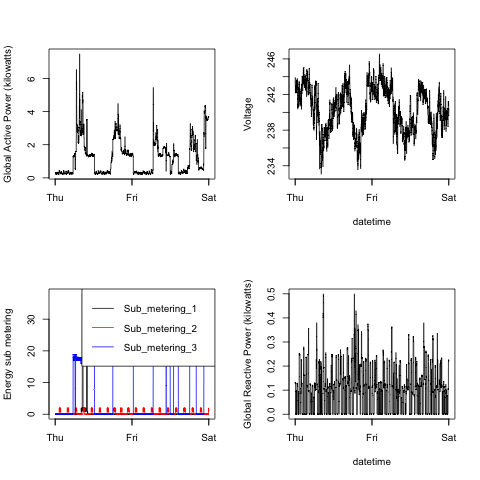 Global Active Power (kilowatts)
0 2 4 6
Thu Fri Sat
Voltage
234 238 242 246
Thu Fri Sat
datetime
Energy sub metering
0 10 20 30
Sub_metering_1
Sub_metering_2
Sub_metering_3
Thu Fri Sat
Global Reactive Power (kilowatts)
0.0 0.1 0.2 0.3 0.4 0.5
Thu Fri Sat
datetime